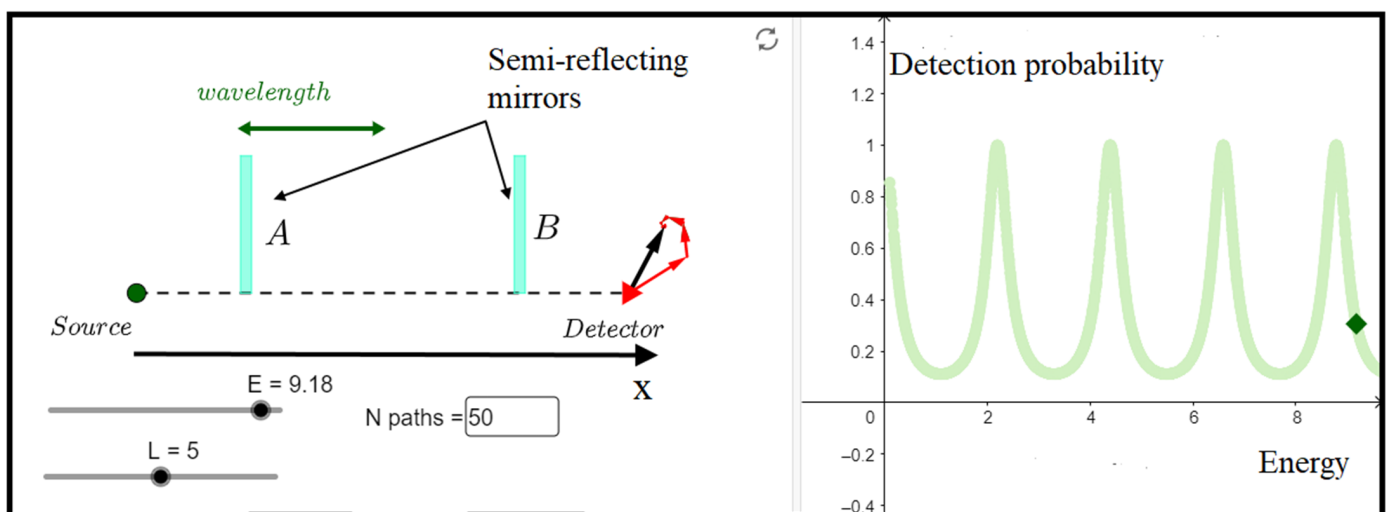 Semi-reflecting
mirrors
wavelength
A
B
Source
Detector
x
E = 9.18
N paths = 50
L = 5
Detection probability
1.4
1.2
1
0.8
0.6
0.4
0.2
0
2
4
6
8
−0.2
−0.4
Energy